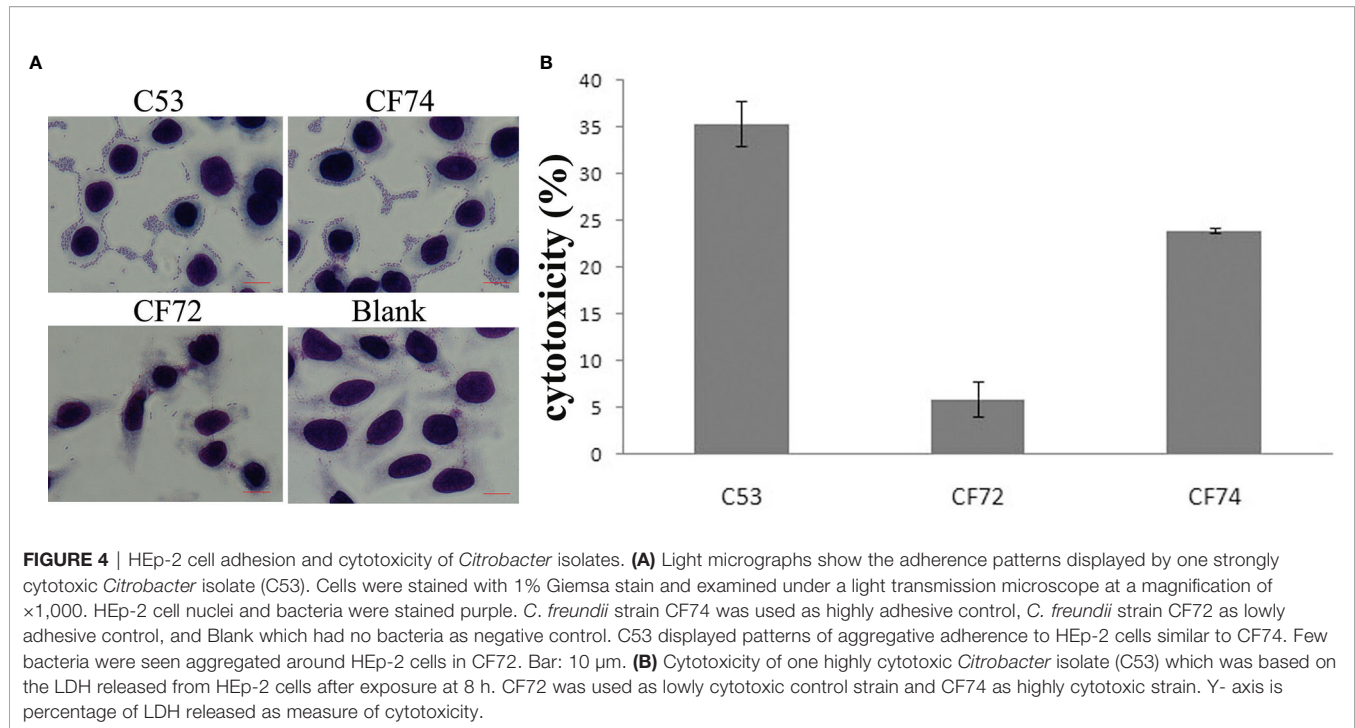 A
C53
CF74
CF72
Blank
B
cytotoxicity (%)
40
35
30
25
20
15
10
5
0
C53
CF72
CF74
FIGURE 4 | HEp-2 cell adhesion and cytotoxicity of Citrobacter isolates. (A) Light micrographs show the adherence patterns displayed by one strongly
cytotoxic Citrobacter isolate (C53). Cells were stained with 1% Giemsa stain and examined under a light transmission microscope at a magnification of
×1,000. HEp-2 cell nuclei and bacteria were stained purple. C. freundii strain CF74 was used as highly adhesive control, C. freundii strain CF72 as lowly
adhesive control, and Blank which had no bacteria as negative control. C53 displayed patterns of aggregative adherence to HEp-2 cells similar to CF74. Few
bacteria were seen aggregated around HEp-2 cells in CF72. Bar: 10 μm. (B) Cytotoxicity of one highly cytotoxic Citrobacter isolate (C53) which was based on
the LDH released from HEp-2 cells after exposure at 8 h. CF72 was used as lowly cytotoxic control strain and CF74 as highly cytotoxic strain. Y- axis is
percentage of LDH released as measure of cytotoxicity.